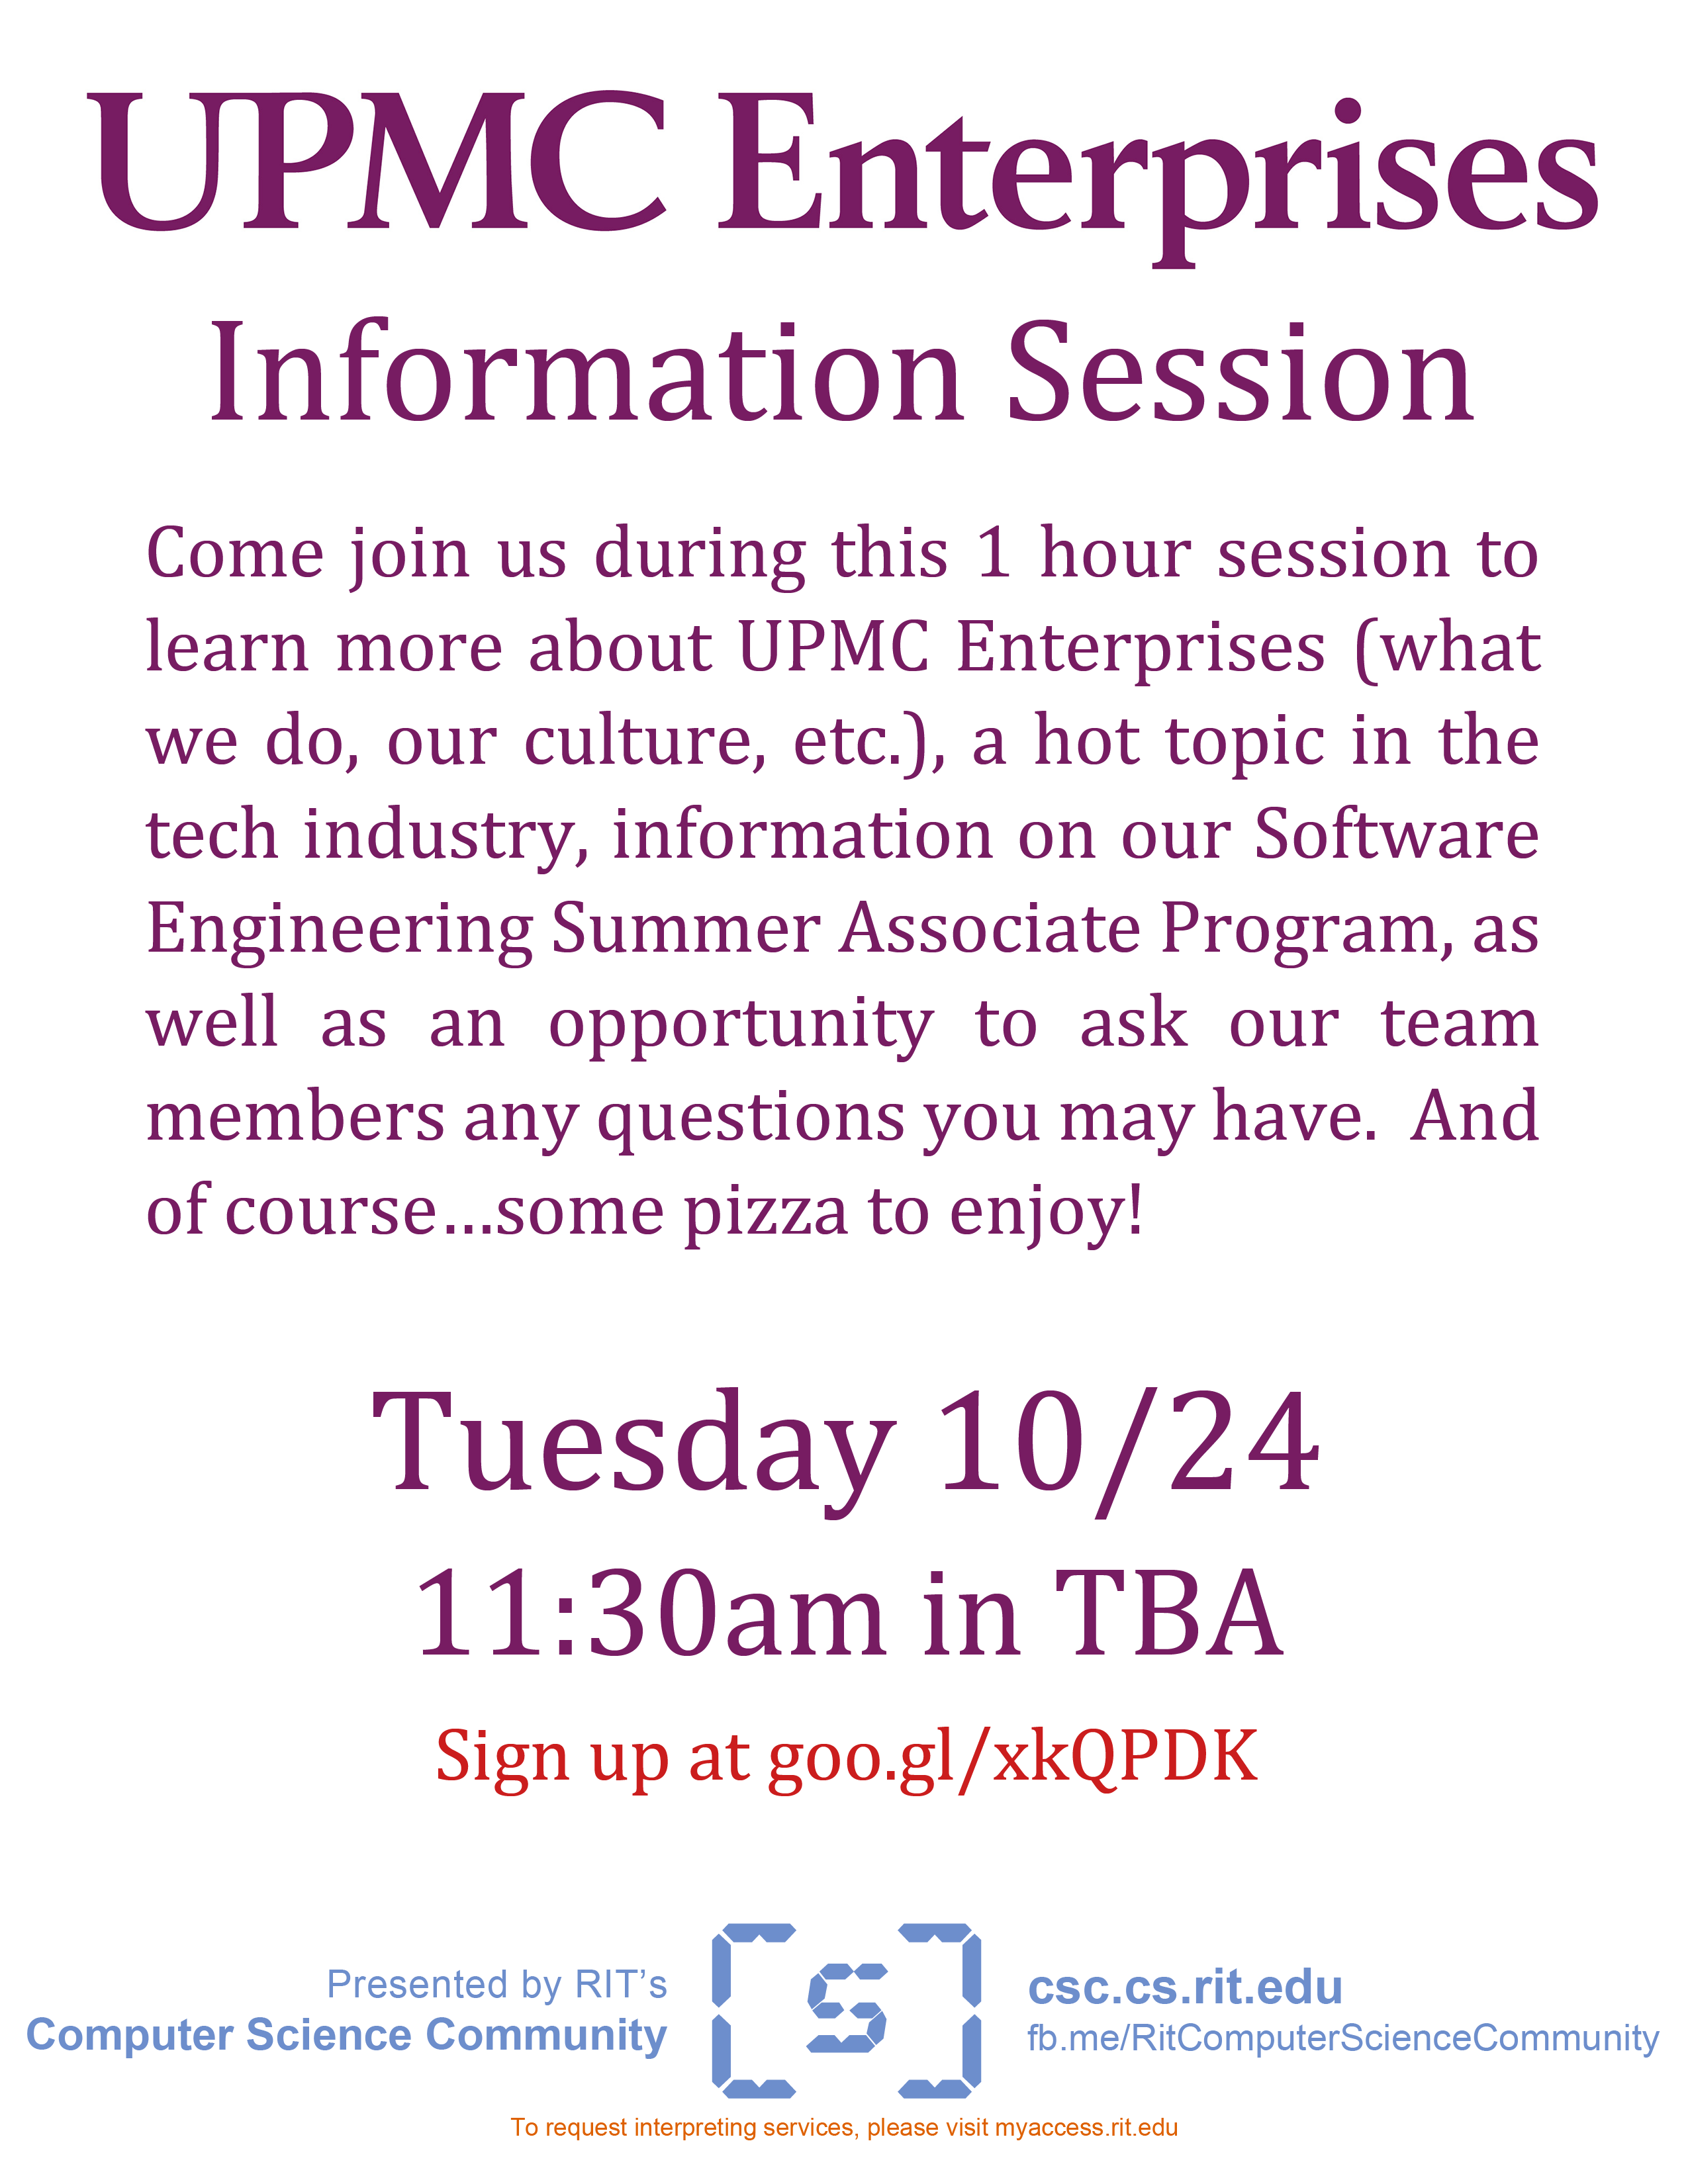 UPMC Enterprises
Information Session
Come join us during this 1 hour session to
learn more about UPMC Enterprises (what
we do, our culture, etc.), a hot topic in the
tech industry, information on our Software
Engineering Summer Associate Program, as
well as an opportunity to ask our team
members any questions you may have.  And
of course...some pizza to enjoy!
Tuesday 10/24
11:30am in TBA
Sign up at goo.gl/xkQPDK
Presented by RIT’s
Computer Science Community
[S]
csc.cs.rit.edu
fb.me/RitComputerScienceCommunity
To request interpreting services, please visit myaccess.rit.edu